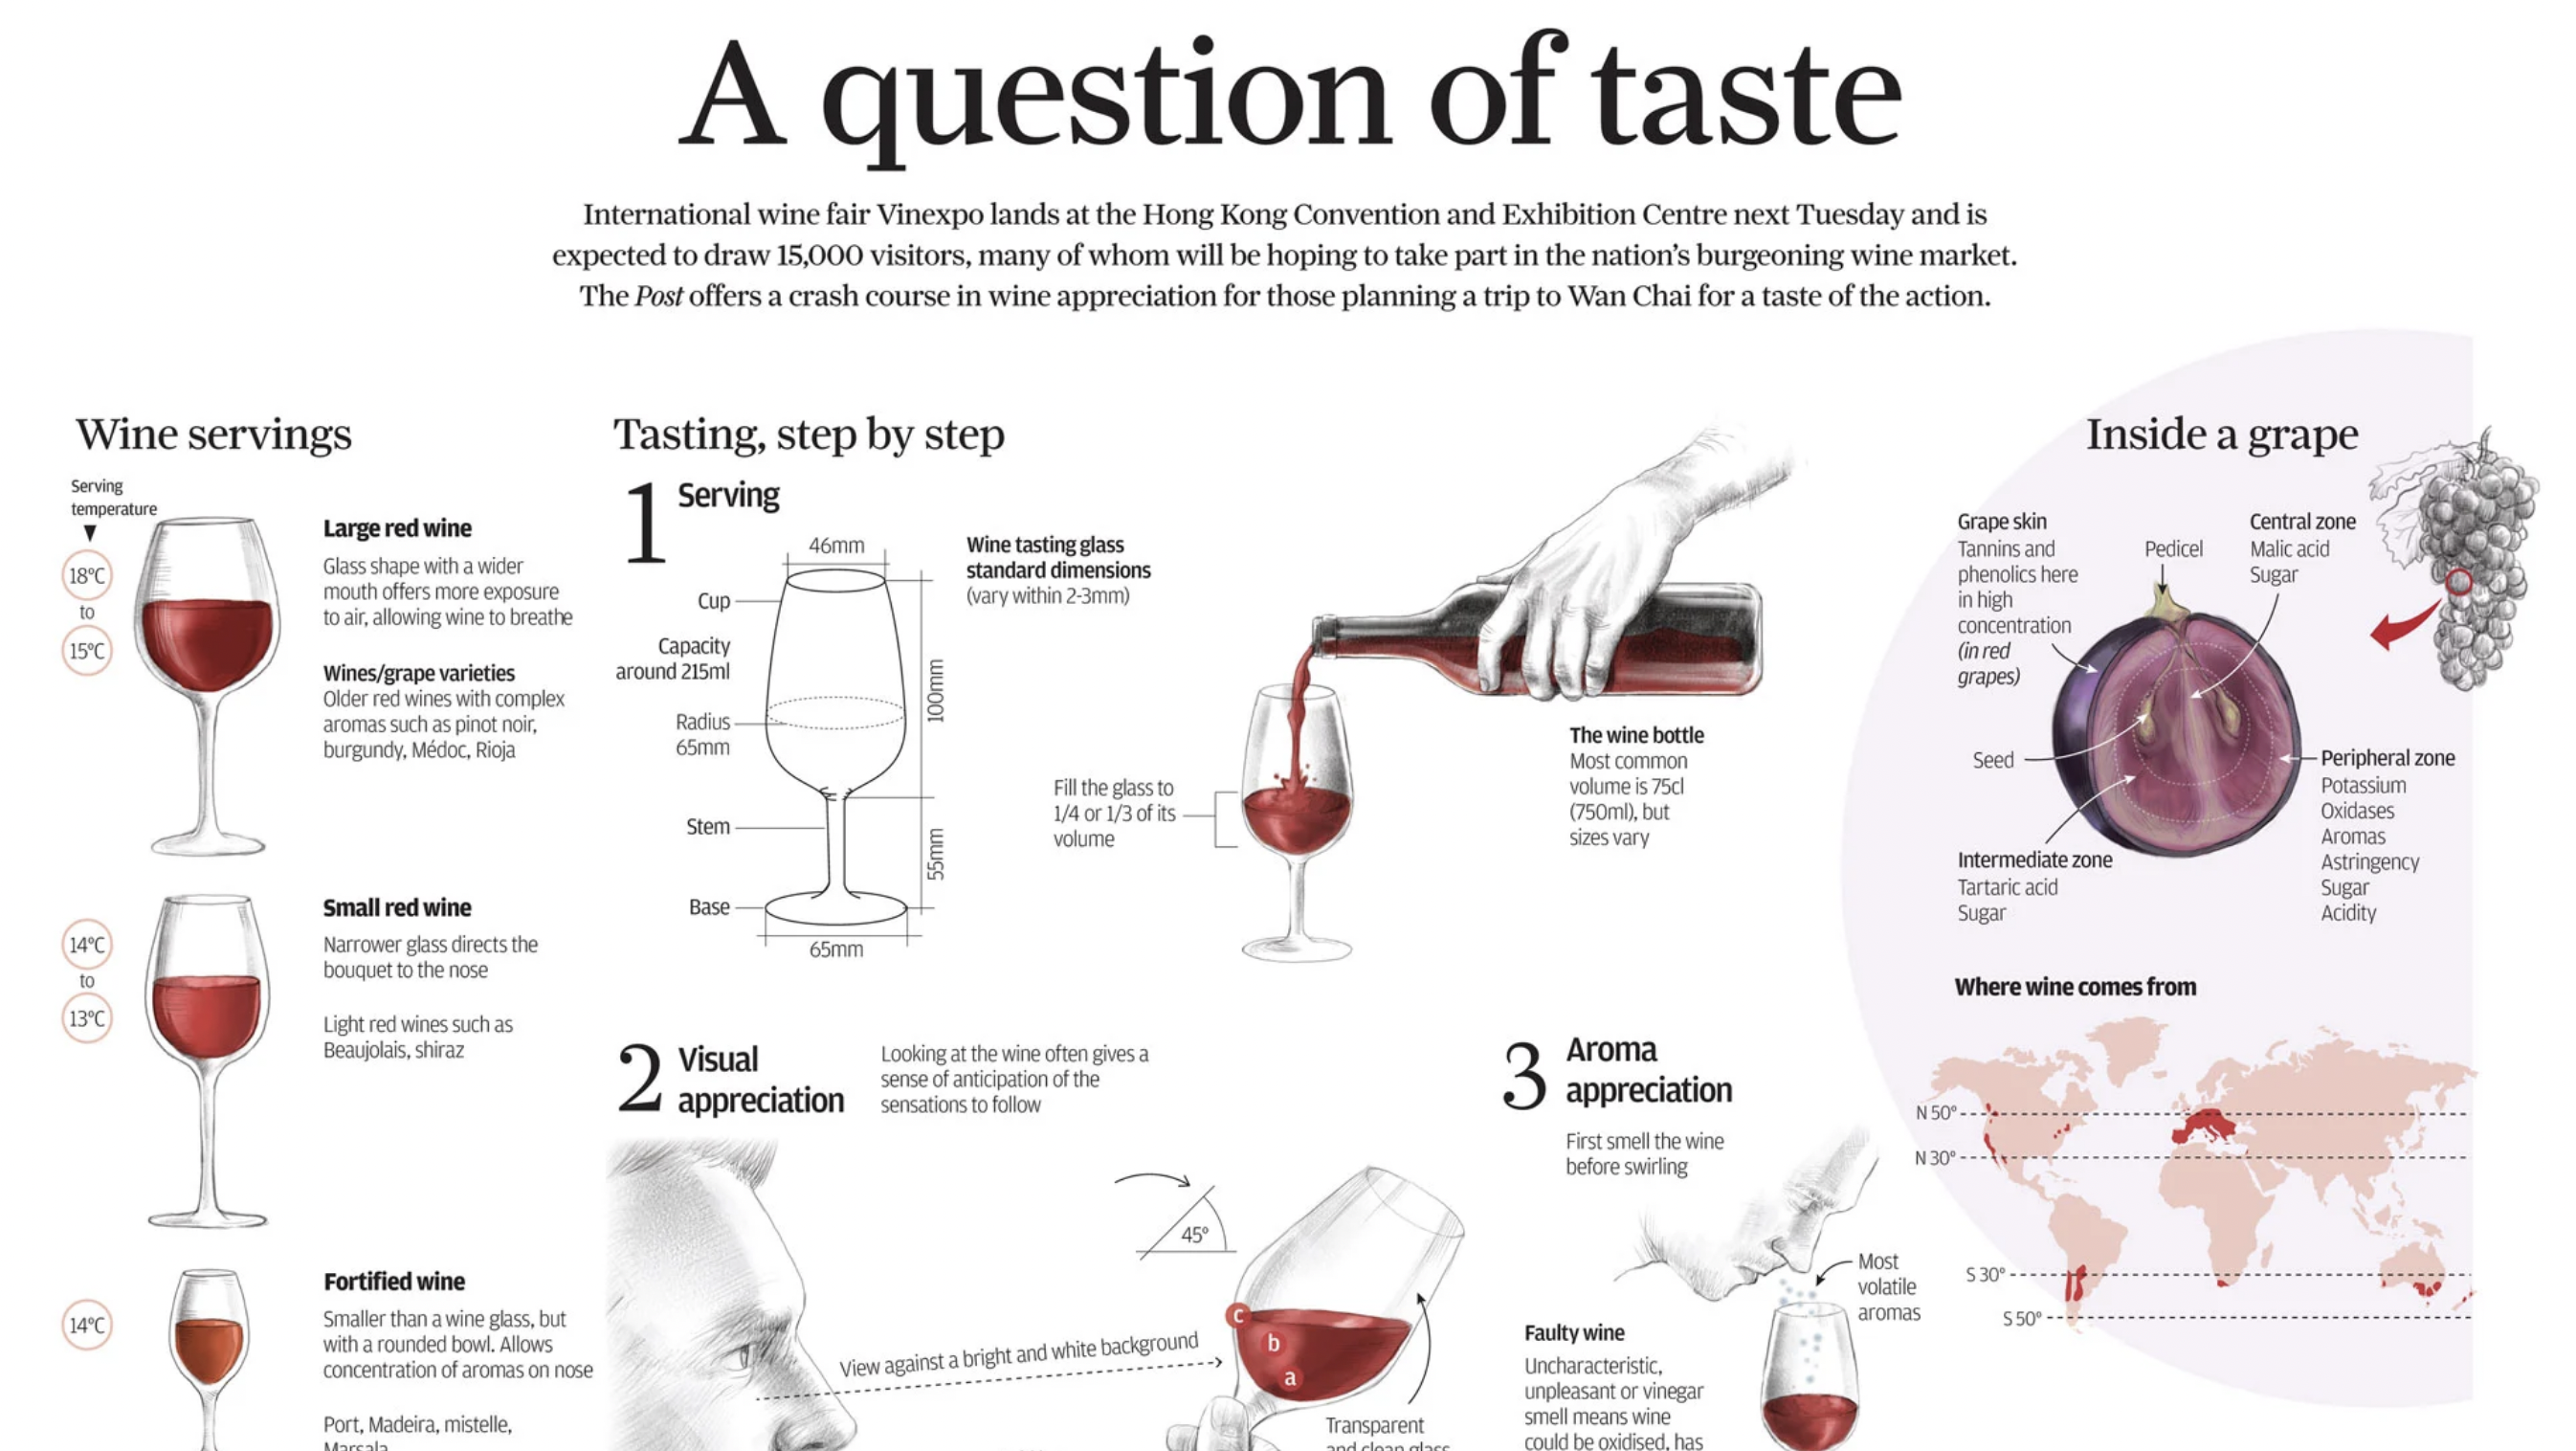 A question of taste
International wine fair Vinexpo lands at the Hong Kong Convention and Exhibition Centre next Tuesday and is
expected to draw 15,000 visitors, many of whom will be hoping to take part in the nation's burgeoning wine market.
The Post offers a crash course in wine appreciation for those planning a trip to Wan Chai for a taste of the action.
Wine servings
Serving
temperature
18°C
to
15°C
Large red wine
Glass shape with a wider
mouth offers more exposure
to air, allowing wine to breathe
Wines/grape varieties
Older red wines with complex
aromas such as pinot noir,
burgundy, Médoc, Rioja
14°C
to
13°C
Small red wine
Narrower glass directs the
bouquet to the nose
Light red wines such as
Beaujolais, shiraz
14°C
Fortified wine
Smaller than a wine glass, but
with a rounded bowl. Allows
concentration of aromas on nose
Port, Madeira, mistelle,
Marsala
Tasting, step by step
1 Serving
46mm
Cup
Capacity
around 215ml
Radius
65mm
Stem
Base
65mm
100mm
55mm
Wine tasting glass
standard dimensions
(vary within 2-3mm)
Fill the glass to
1/4 or 1/3 of its
volume
The wine bottle
Most common
volume is 75cl
(750ml), but
sizes vary
2 Visual
appreciation
Looking at the wine often gives a
sense of anticipation of the
sensations to follow
45°
View against a bright and white background
c
b
a
Transparent
and clean glass
3 Aroma
appreciation
First smell the wine
before swirling
Most
volatile
aromas
Faulty wine
Uncharacteristic,
unpleasant or vinegar
smell means wine
could be oxidised, has
Inside a grape
Grape skin
Tannins and
phenolics here
in high
concentration
(in red
grapes)
Pedicel
Central zone
Malic acid
Sugar
Seed
Intermediate zone
Tartaric acid
Sugar
Peripheral zone
Potassium
Oxidases
Aromas
Astringency
Sugar
Acidity
Where wine comes from
N 50°
N 30°
S 30°
S 50°